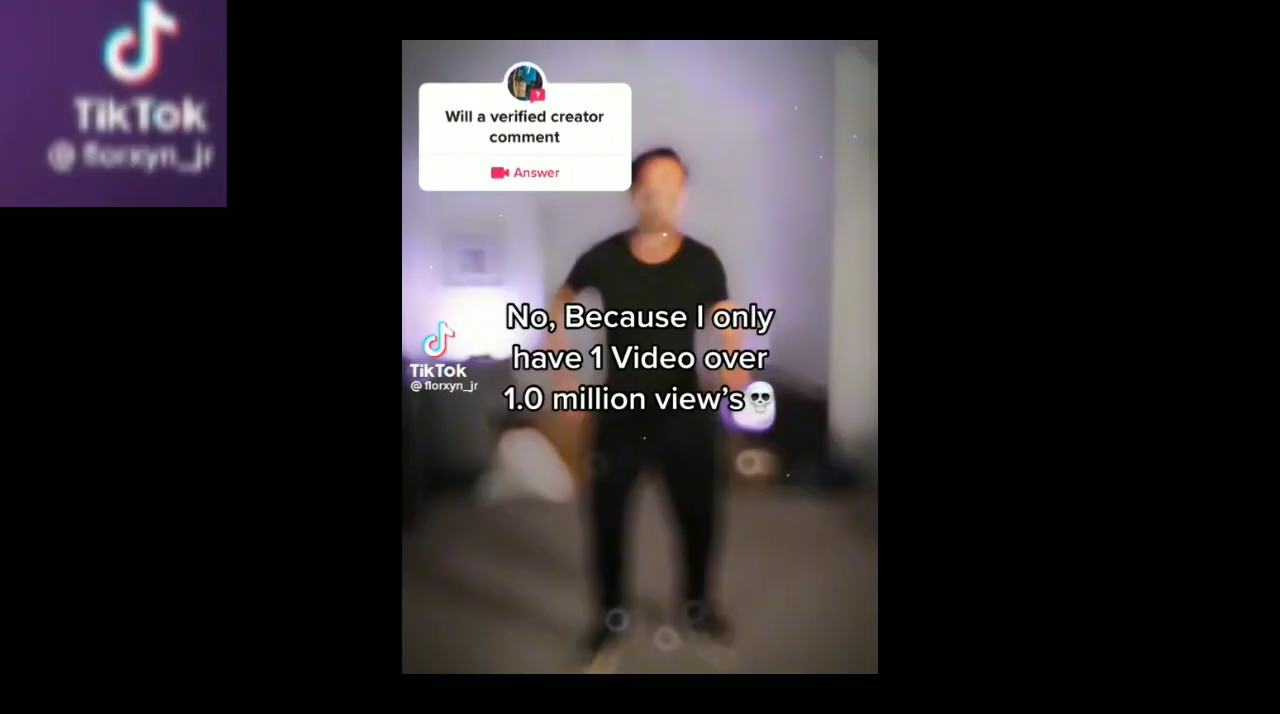 TikTok
@ florxyn_jr
Will a verified creator
comment
Answer
No, Because I only
have 1 Video over
1.0 million view's💀
TikTok
@ florxyn_jr